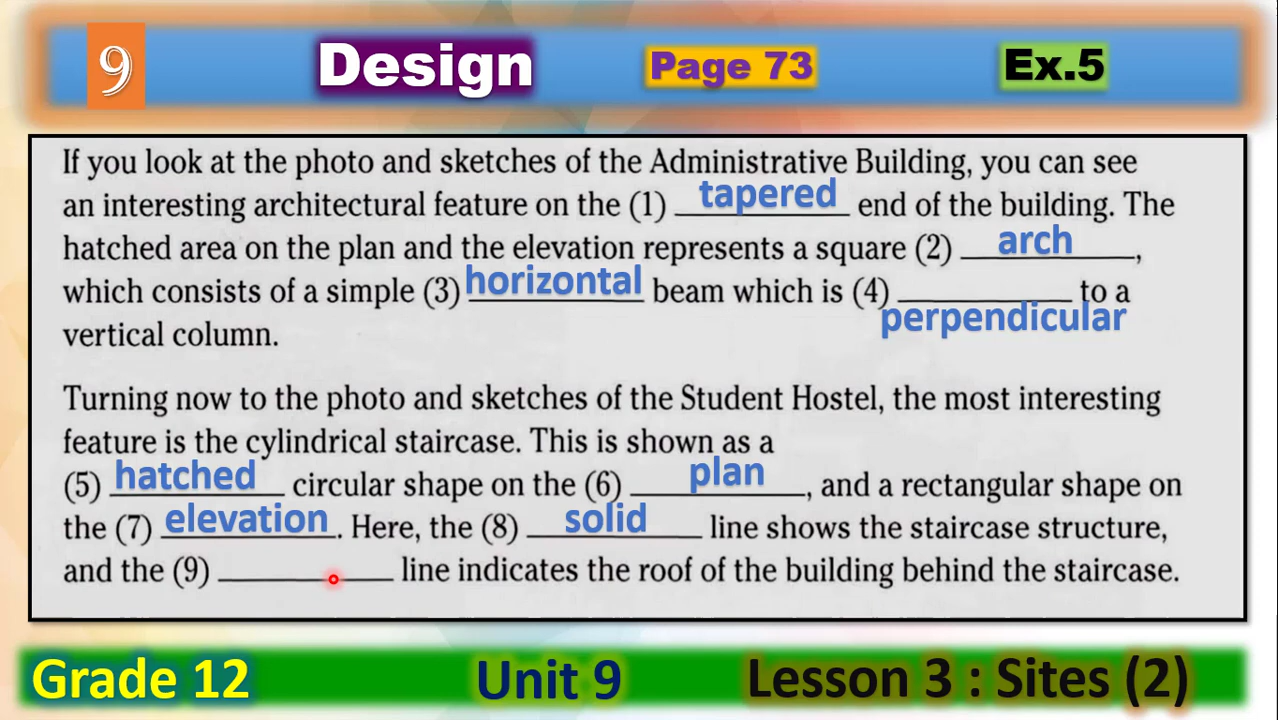 9 Design Page 73 Ex.5
If you look at the photo and sketches of the Administrative Building, you can see
an interesting architectural feature on the (1) tapered end of the building. The
hatched area on the plan and the elevation represents a square (2) arch,
which consists of a simple (3) horizontal beam which is (4) perpendicular to a
vertical column.
Turning now to the photo and sketches of the Student Hostel, the most interesting
feature is the cylindrical staircase. This is shown as a
(5) hatched circular shape on the (6) plan, and a rectangular shape on
the (7) elevation. Here, the (8) solid line shows the staircase structure,
and the (9) ________ line indicates the roof of the building behind the staircase.
Grade 12 Unit 9 Lesson 3 : Sites (2)